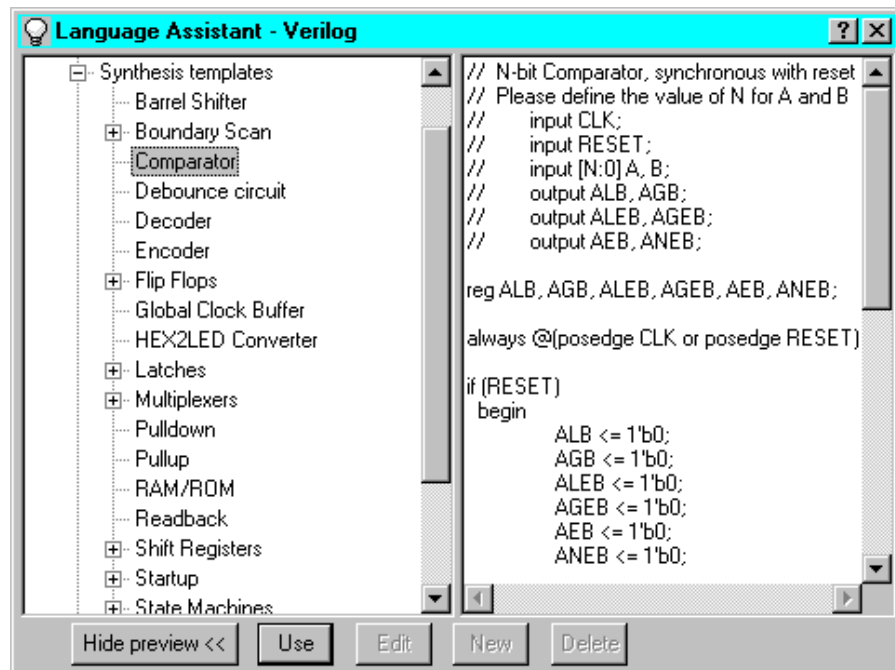 Language Assistant - Verilog
Synthesis templates
Barrel Shifter
Boundary Scan
Comparator
Debounce circuit
Decoder
Encoder
Flip Flops
Global Clock Buffer
HEX2LED Converter
Latches
Multiplexers
Pulldown
Pullup
RAM/ROM
Readback
Shift Registers
Startup
State Machines
// N-bit Comparator, synchronous with reset
// Please define the value of N for A and B
// input CLK;
// input RESET;
// input [N:0] A, B;
// output ALB, AGB;
// output ALEB, AGEB;
// output AEB, ANEB;
reg ALB, AGB, ALEB, AGEB, AEB, ANEB;
always @(posedge CLK or posedge RESET)
if (RESET)
begin
ALB <= 1'b0;
AGB <= 1'b0;
ALEB <= 1'b0;
AGEB <= 1'b0;
AEB <= 1'b0;
ANEB <= 1'b0;
Hide preview << Use Edit New Delete